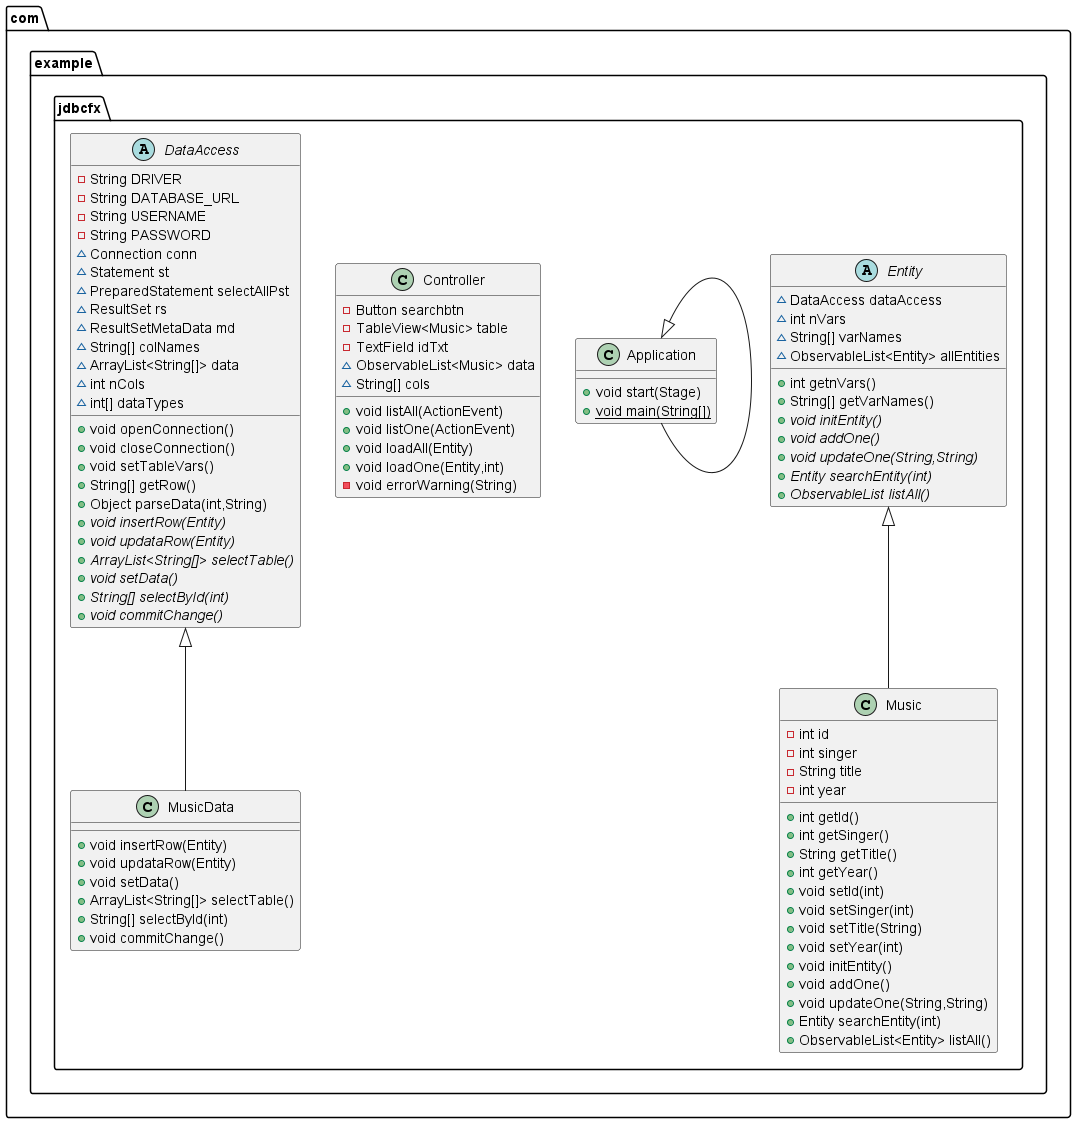 com
example
jdbcfx
A DataAccess
String DRIVER
String DATABASE_URL
String USERNAME
String PASSWORD
Connection conn
Statement st
PreparedStatement selectAllPst
ResultSet rs
ResultSetMetaData md
String[] colNames
ArrayList<String[]> data
int nCols
int[] dataTypes
void openConnection()
void closeConnection()
void setTableVars()
String[] getRow()
Object parseData(int,String)
void insertRow(Entity)
void updataRow(Entity)
ArrayList<String[]> selectTable()
void setData()
String[] selectById(int)
void commitChange()
C Controller
Button searchbtn
TableView<Music> table
TextField idTxt
ObservableList<Music> data
String[] cols
void listAll(ActionEvent)
void listOne(ActionEvent)
void loadAll(Entity)
void loadOne(Entity,int)
void errorWarning(String)
C Application
void start(Stage)
void main(String[])
A Entity
DataAccess dataAccess
int nVars
String[] varNames
ObservableList<Entity> allEntities
int getnVars()
String[] getVarNames()
void initEntity()
void addOne()
void updateOne(String,String)
Entity searchEntity(int)
ObservableList listAll()
C MusicData
void insertRow(Entity)
void updataRow(Entity)
void setData()
ArrayList<String[]> selectTable()
String[] selectById(int)
void commitChange()
C Music
int id
int singer
String title
int year
int getId()
int getSinger()
String getTitle()
int getYear()
void setId(int)
void setSinger(int)
void setTitle(String)
void setYear(int)
void initEntity()
void addOne()
void updateOne(String,String)
Entity searchEntity(int)
ObservableList<Entity> listAll()